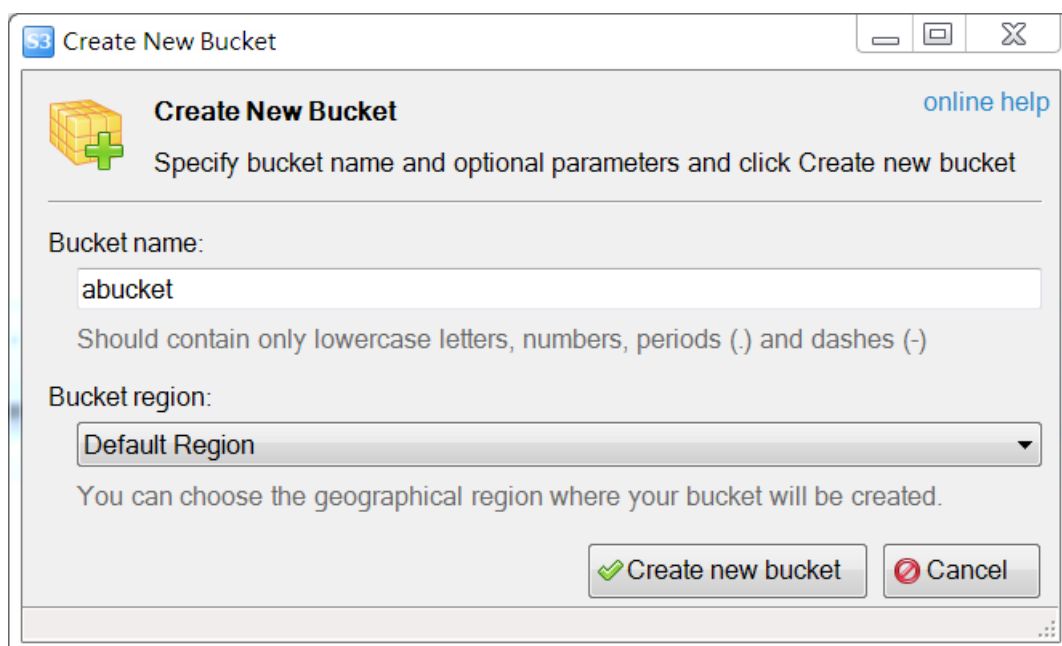 S3 Create New Bucket
Create New Bucket
online help
Specify bucket name and optional parameters and click Create new bucket
Bucket name:
abucket
Should contain only lowercase letters, numbers, periods (.) and dashes (-)
Bucket region:
Default Region
You can choose the geographical region where your bucket will be created.
Create new bucket Cancel